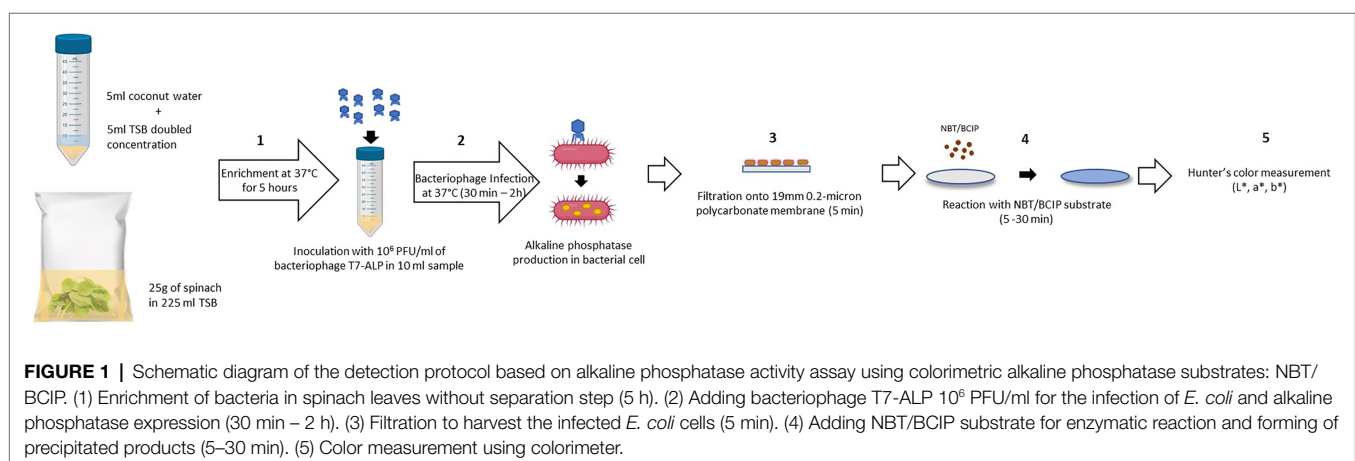 5ml coconut water
+
5ml TSB doubled
concentration
25g of spinach
in 225 ml TSB
1
Enrichment at 37°C
for 5 hours
Inoculation with 10⁶ PFU/ml of
bacteriophage T7-ALP in 10 ml sample
2
Bacteriophage Infection
at 37°C (30 min – 2h)
Alkaline phosphatase
production in bacterial cell
3
Filtration onto 19mm 0.2-micron
polycarbonate membrane (5 min)
NBT/BCIP
4
Reaction with NBT/BCIP substrate
(5 -30 min)
5
Hunter's color measurement
(L*, a*, b*)
FIGURE 1 | Schematic diagram of the detection protocol based on alkaline phosphatase activity assay using colorimetric alkaline phosphatase substrates: NBT/
BCIP. (1) Enrichment of bacteria in spinach leaves without separation step (5 h). (2) Adding bacteriophage T7-ALP 10⁶ PFU/ml for the infection of E. coli and alkaline
phosphatase expression (30 min – 2 h). (3) Filtration to harvest the infected E. coli cells (5 min). (4) Adding NBT/BCIP substrate for enzymatic reaction and forming of
precipitated products (5–30 min). (5) Color measurement using colorimeter.